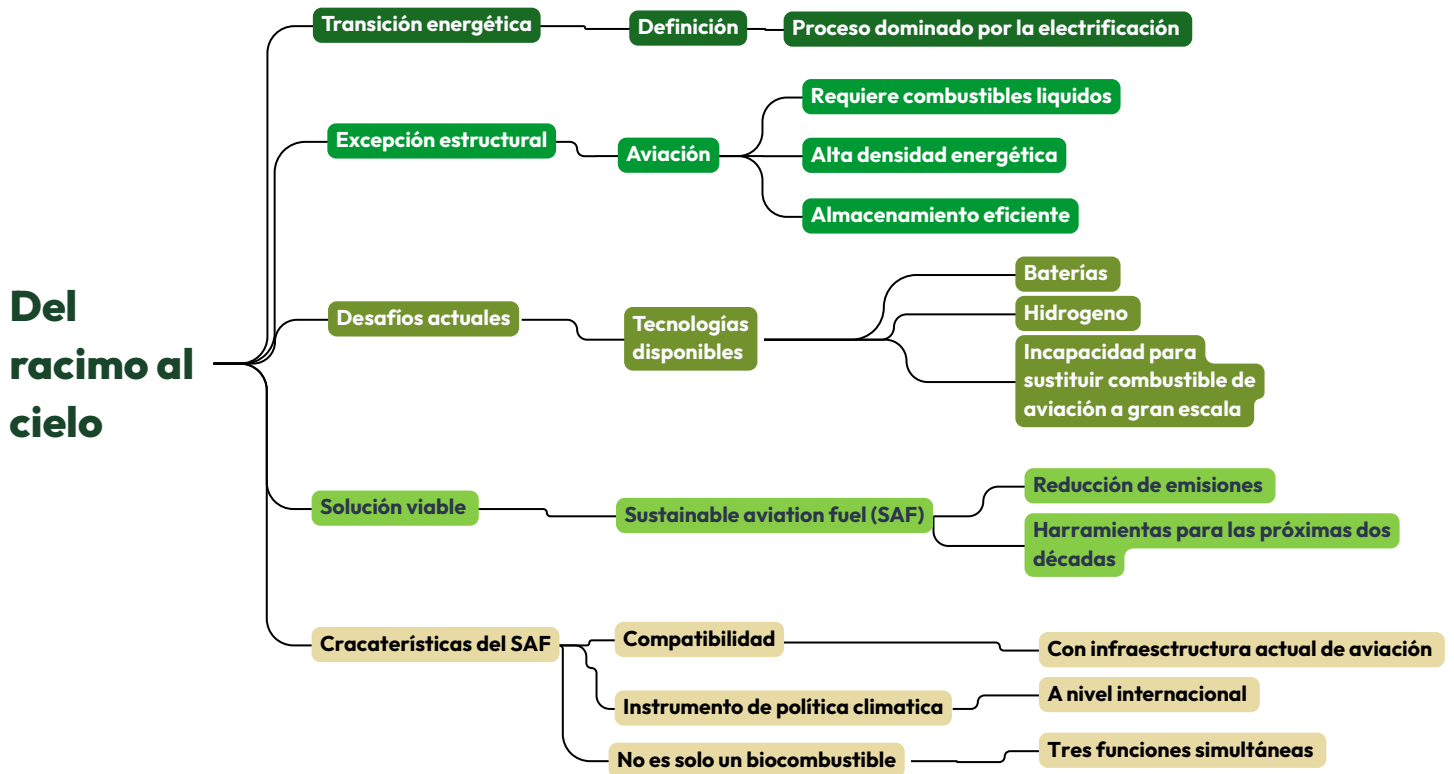 Del
racimo al
cielo
Transición energética
Definición
Proceso dominado por la electrificación
Excepción estructural
Aviación
Requiere combustibles liquidos
Alta densidad energética
Almacenamiento eficiente
Desafíos actuales
Tecnologías
disponibles
Baterías
Hidrogeno
Incapacidad para
sustituir combustible de
aviación a gran escala
Solución viable
Sustainable aviation fuel (SAF)
Reducción de emisiones
Harramientas para las próximas dos
décadas
Cracaterísticas del SAF
Compatibilidad
Con infraesctructura actual de aviación
Instrumento de política climatica
A nivel internacional
No es solo un biocombustible
Tres funciones simultáneas